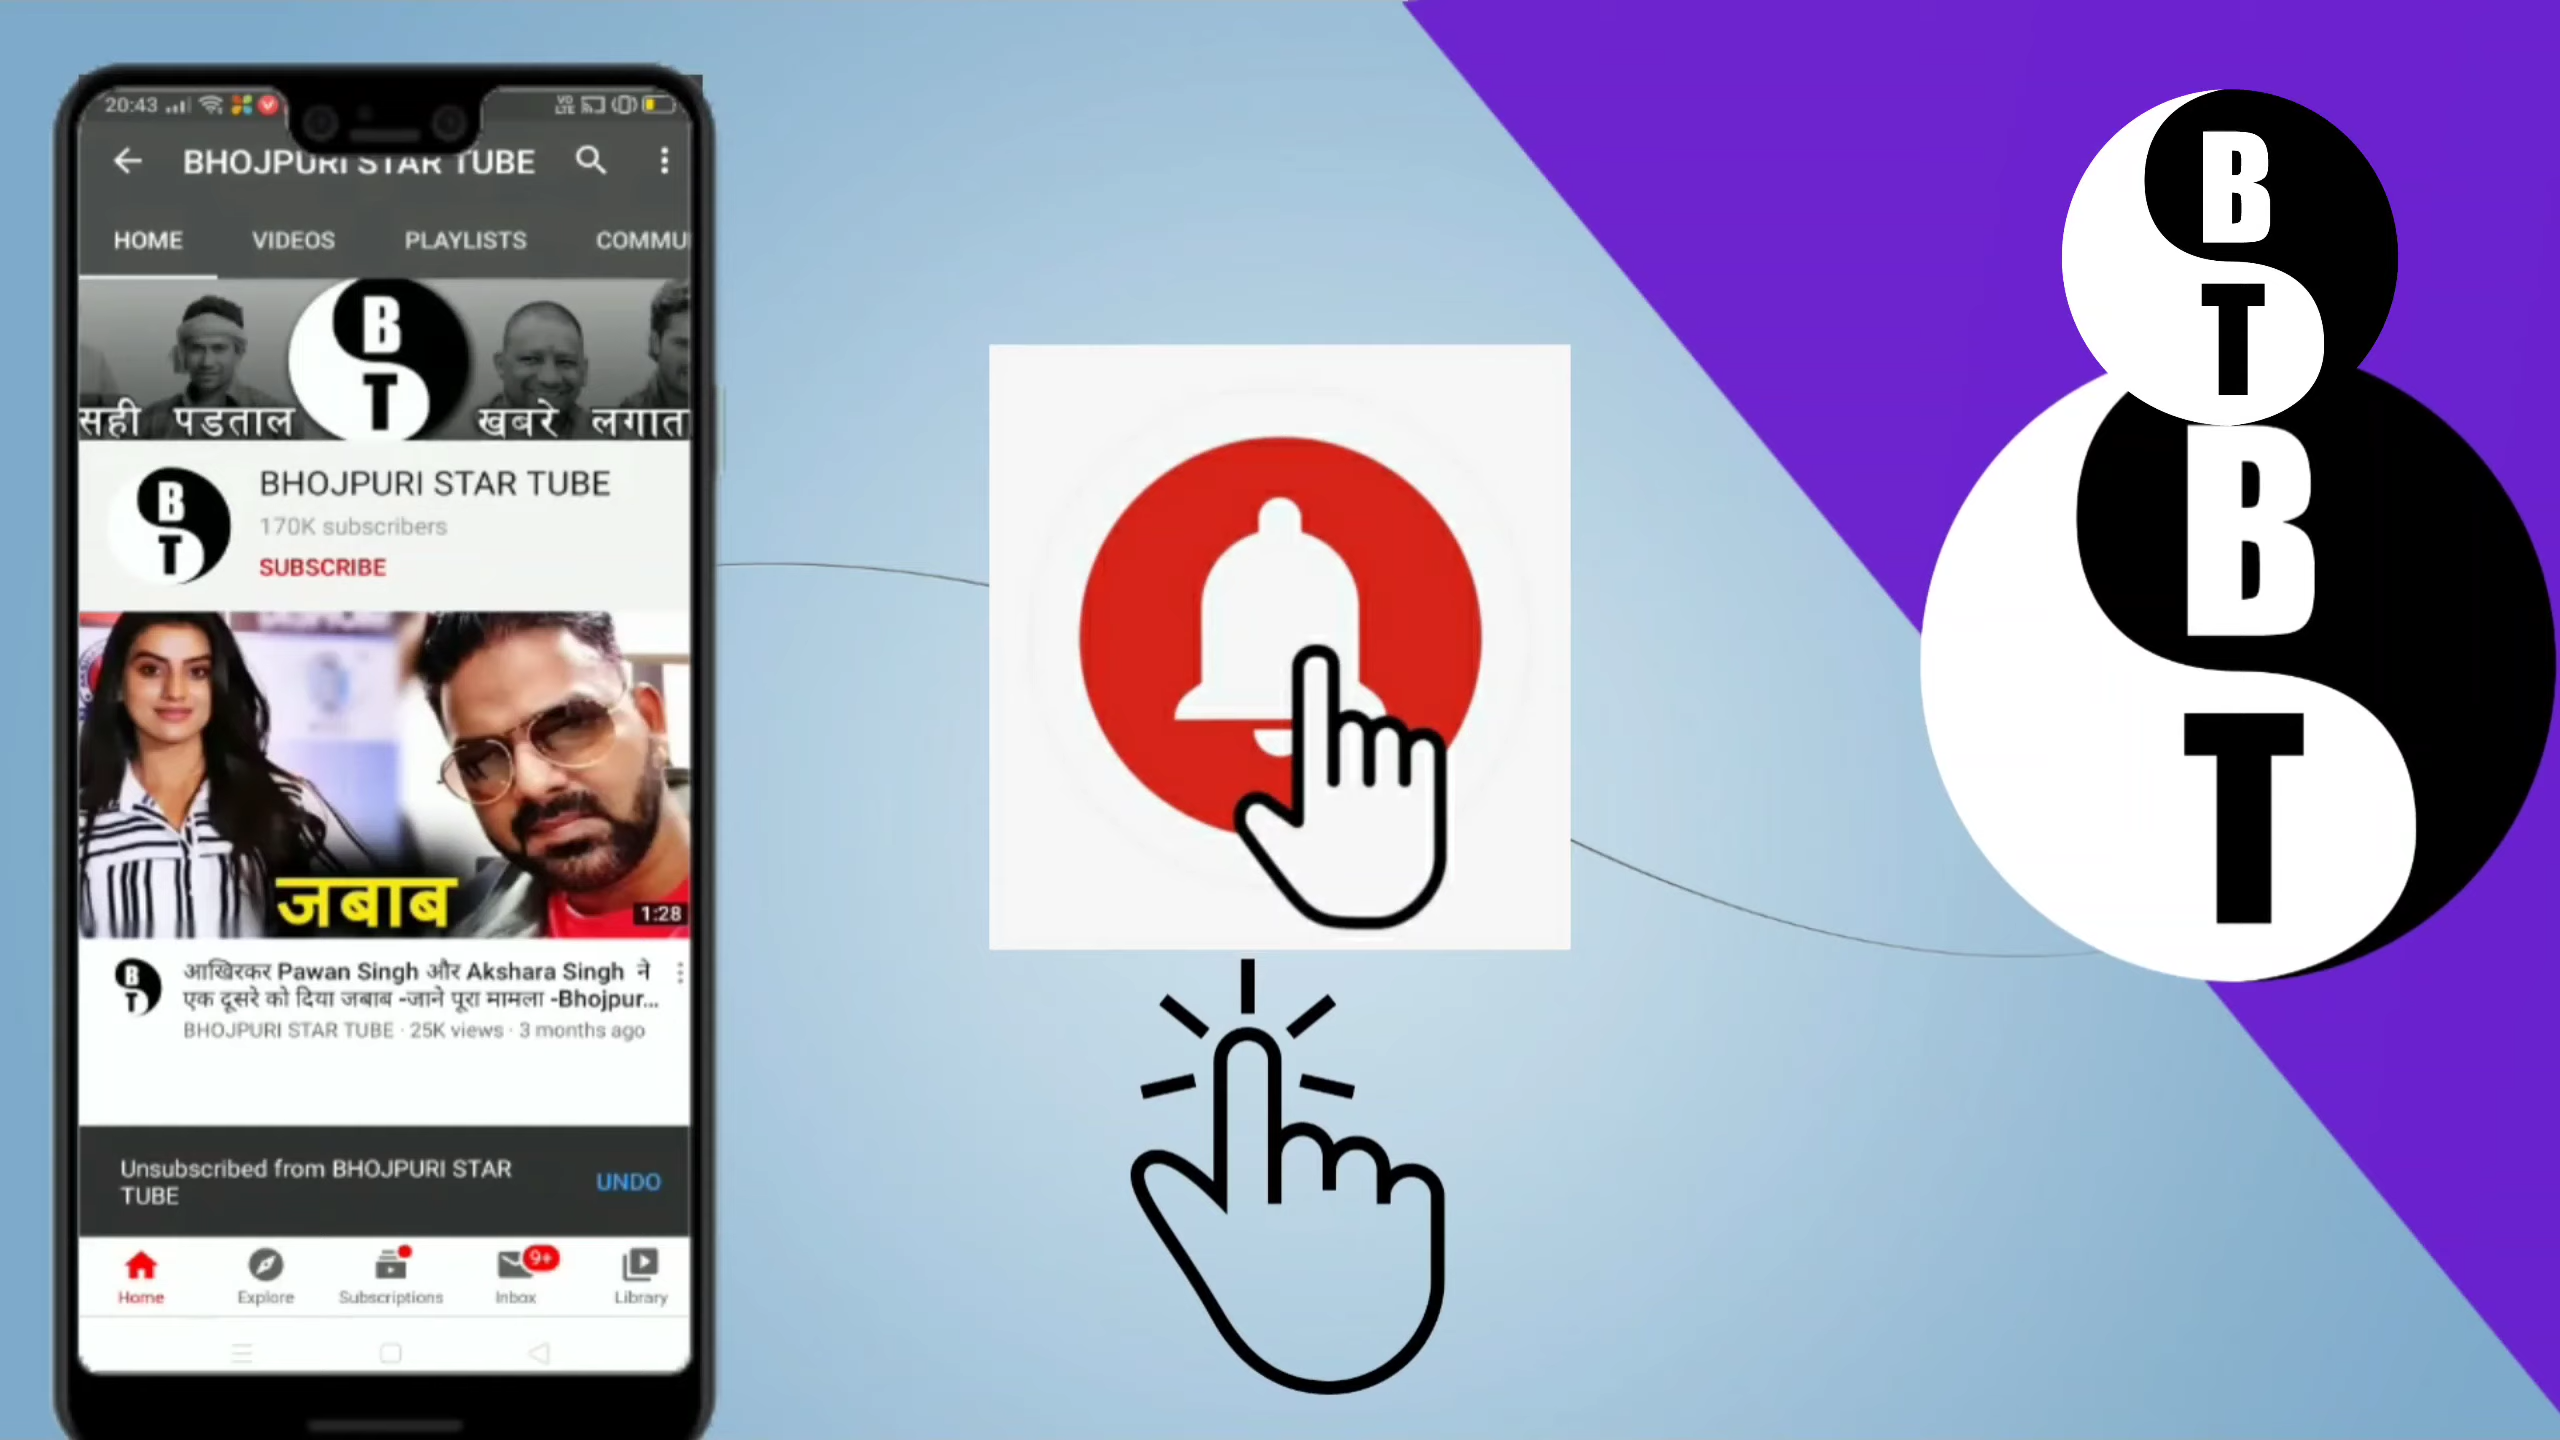 20:43
VO
LTE
BHOJPURI STAR TUBE
HOME VIDEOS PLAYLISTS COMMU
B
T
सही पडताल खबरे लगात
B
T
BHOJPURI STAR TUBE
170K subscribers
SUBSCRIBE
जबाब
1:28
B
T
आखिरकर Pawan Singh और Akshara Singh ने
एक दूसरे को दिया जबाब -जाने पूरा मामला -Bhojpur...
BHOJPURI STAR TUBE · 25K views · 3 months ago
Unsubscribed from BHOJPURI STAR
TUBE
UNDO
9+
Home Explore Subscriptions Inbox Library
B
T
B
T